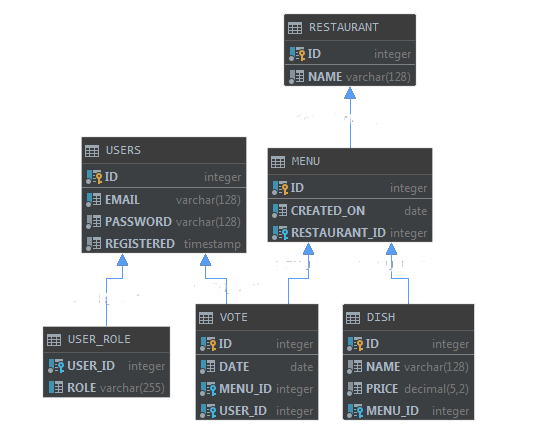 RESTAURANT
ID integer
NAME varchar(128)
USERS
ID integer
EMAIL varchar(128)
PASSWORD varchar(128)
REGISTERED timestamp
MENU
ID integer
CREATED_ON date
RESTAURANT_ID integer
USER_ROLE
USER_ID integer
ROLE varchar(255)
VOTE
ID integer
DATE date
MENU_ID integer
USER_ID integer
DISH
ID integer
NAME varchar(128)
PRICE decimal(5,2)
MENU_ID integer